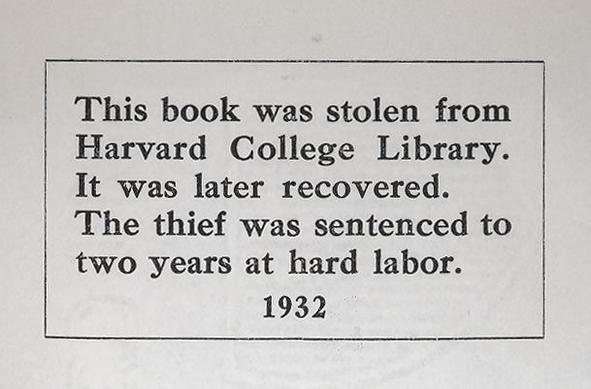 This book was stolen from
Harvard College Library.
It was later recovered.
The thief was sentenced to
two years at hard labor.
1932